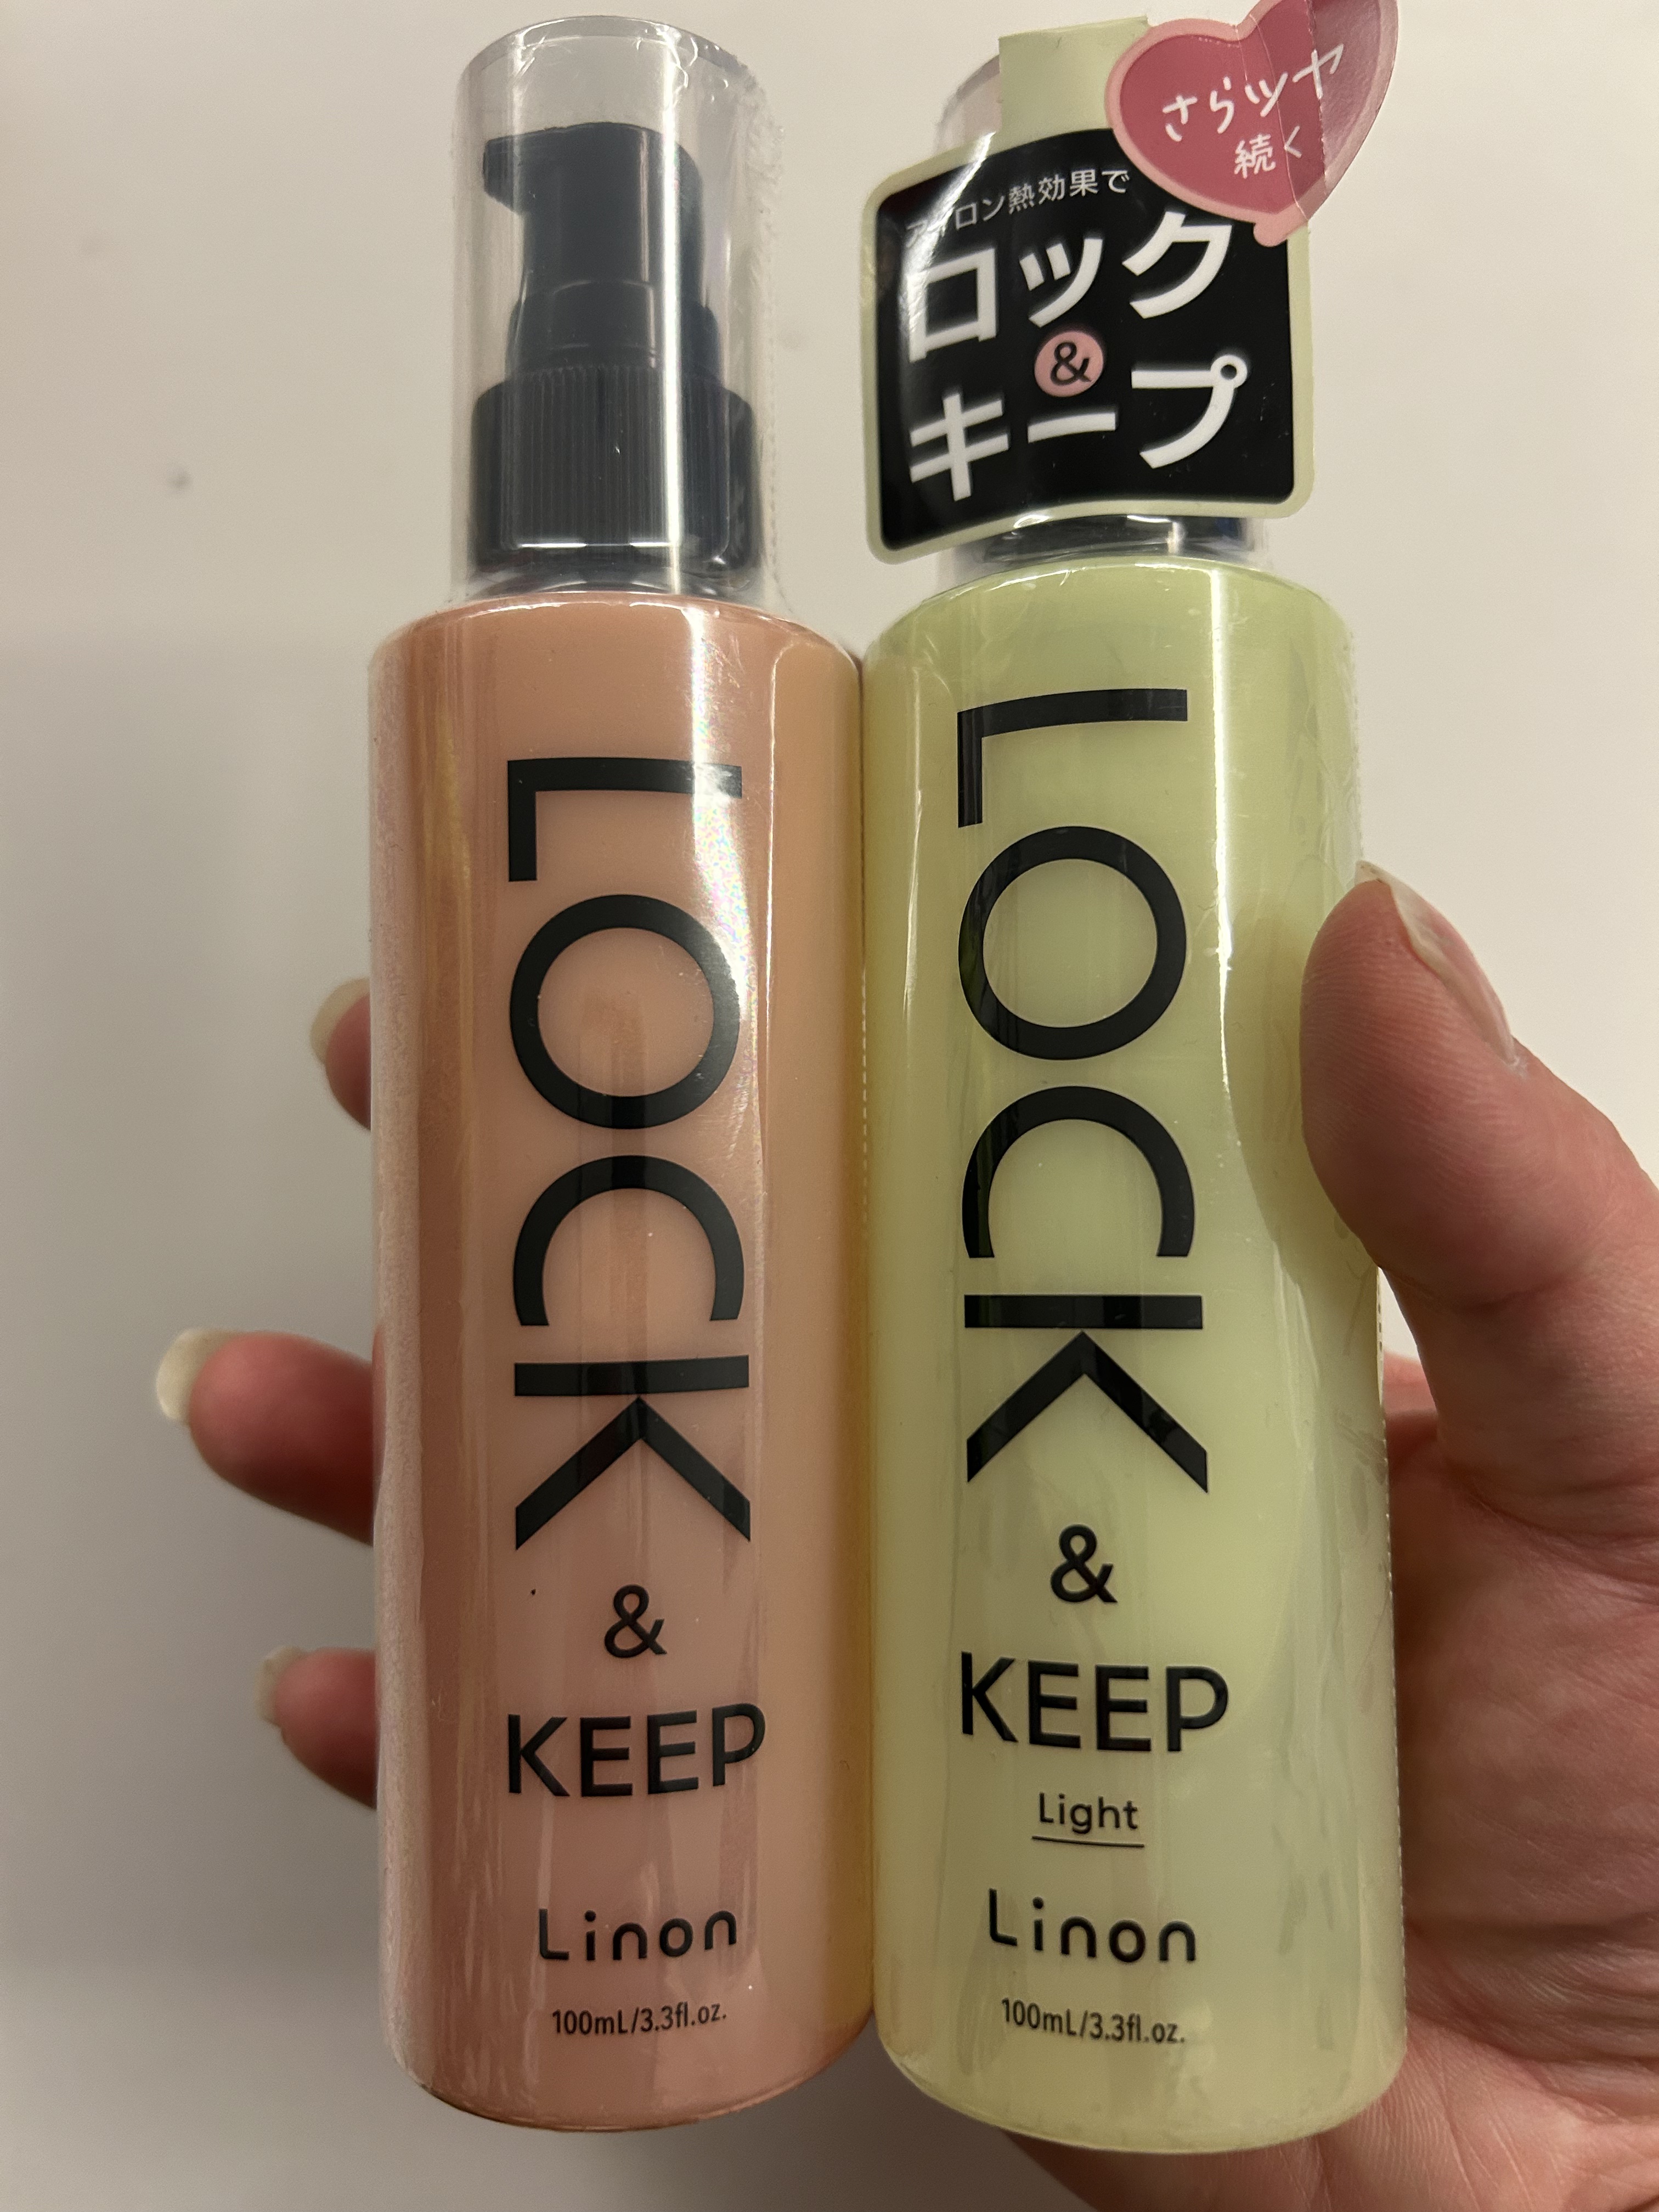 LOCK
&
KEEP
Linon
100mL/3.3fl.oz.
さらツヤ
続く
アイロン熱効果で
ロック
&
キープ
LOCK
&
KEEP
Light
Linon
100mL/3.3fl.oz.